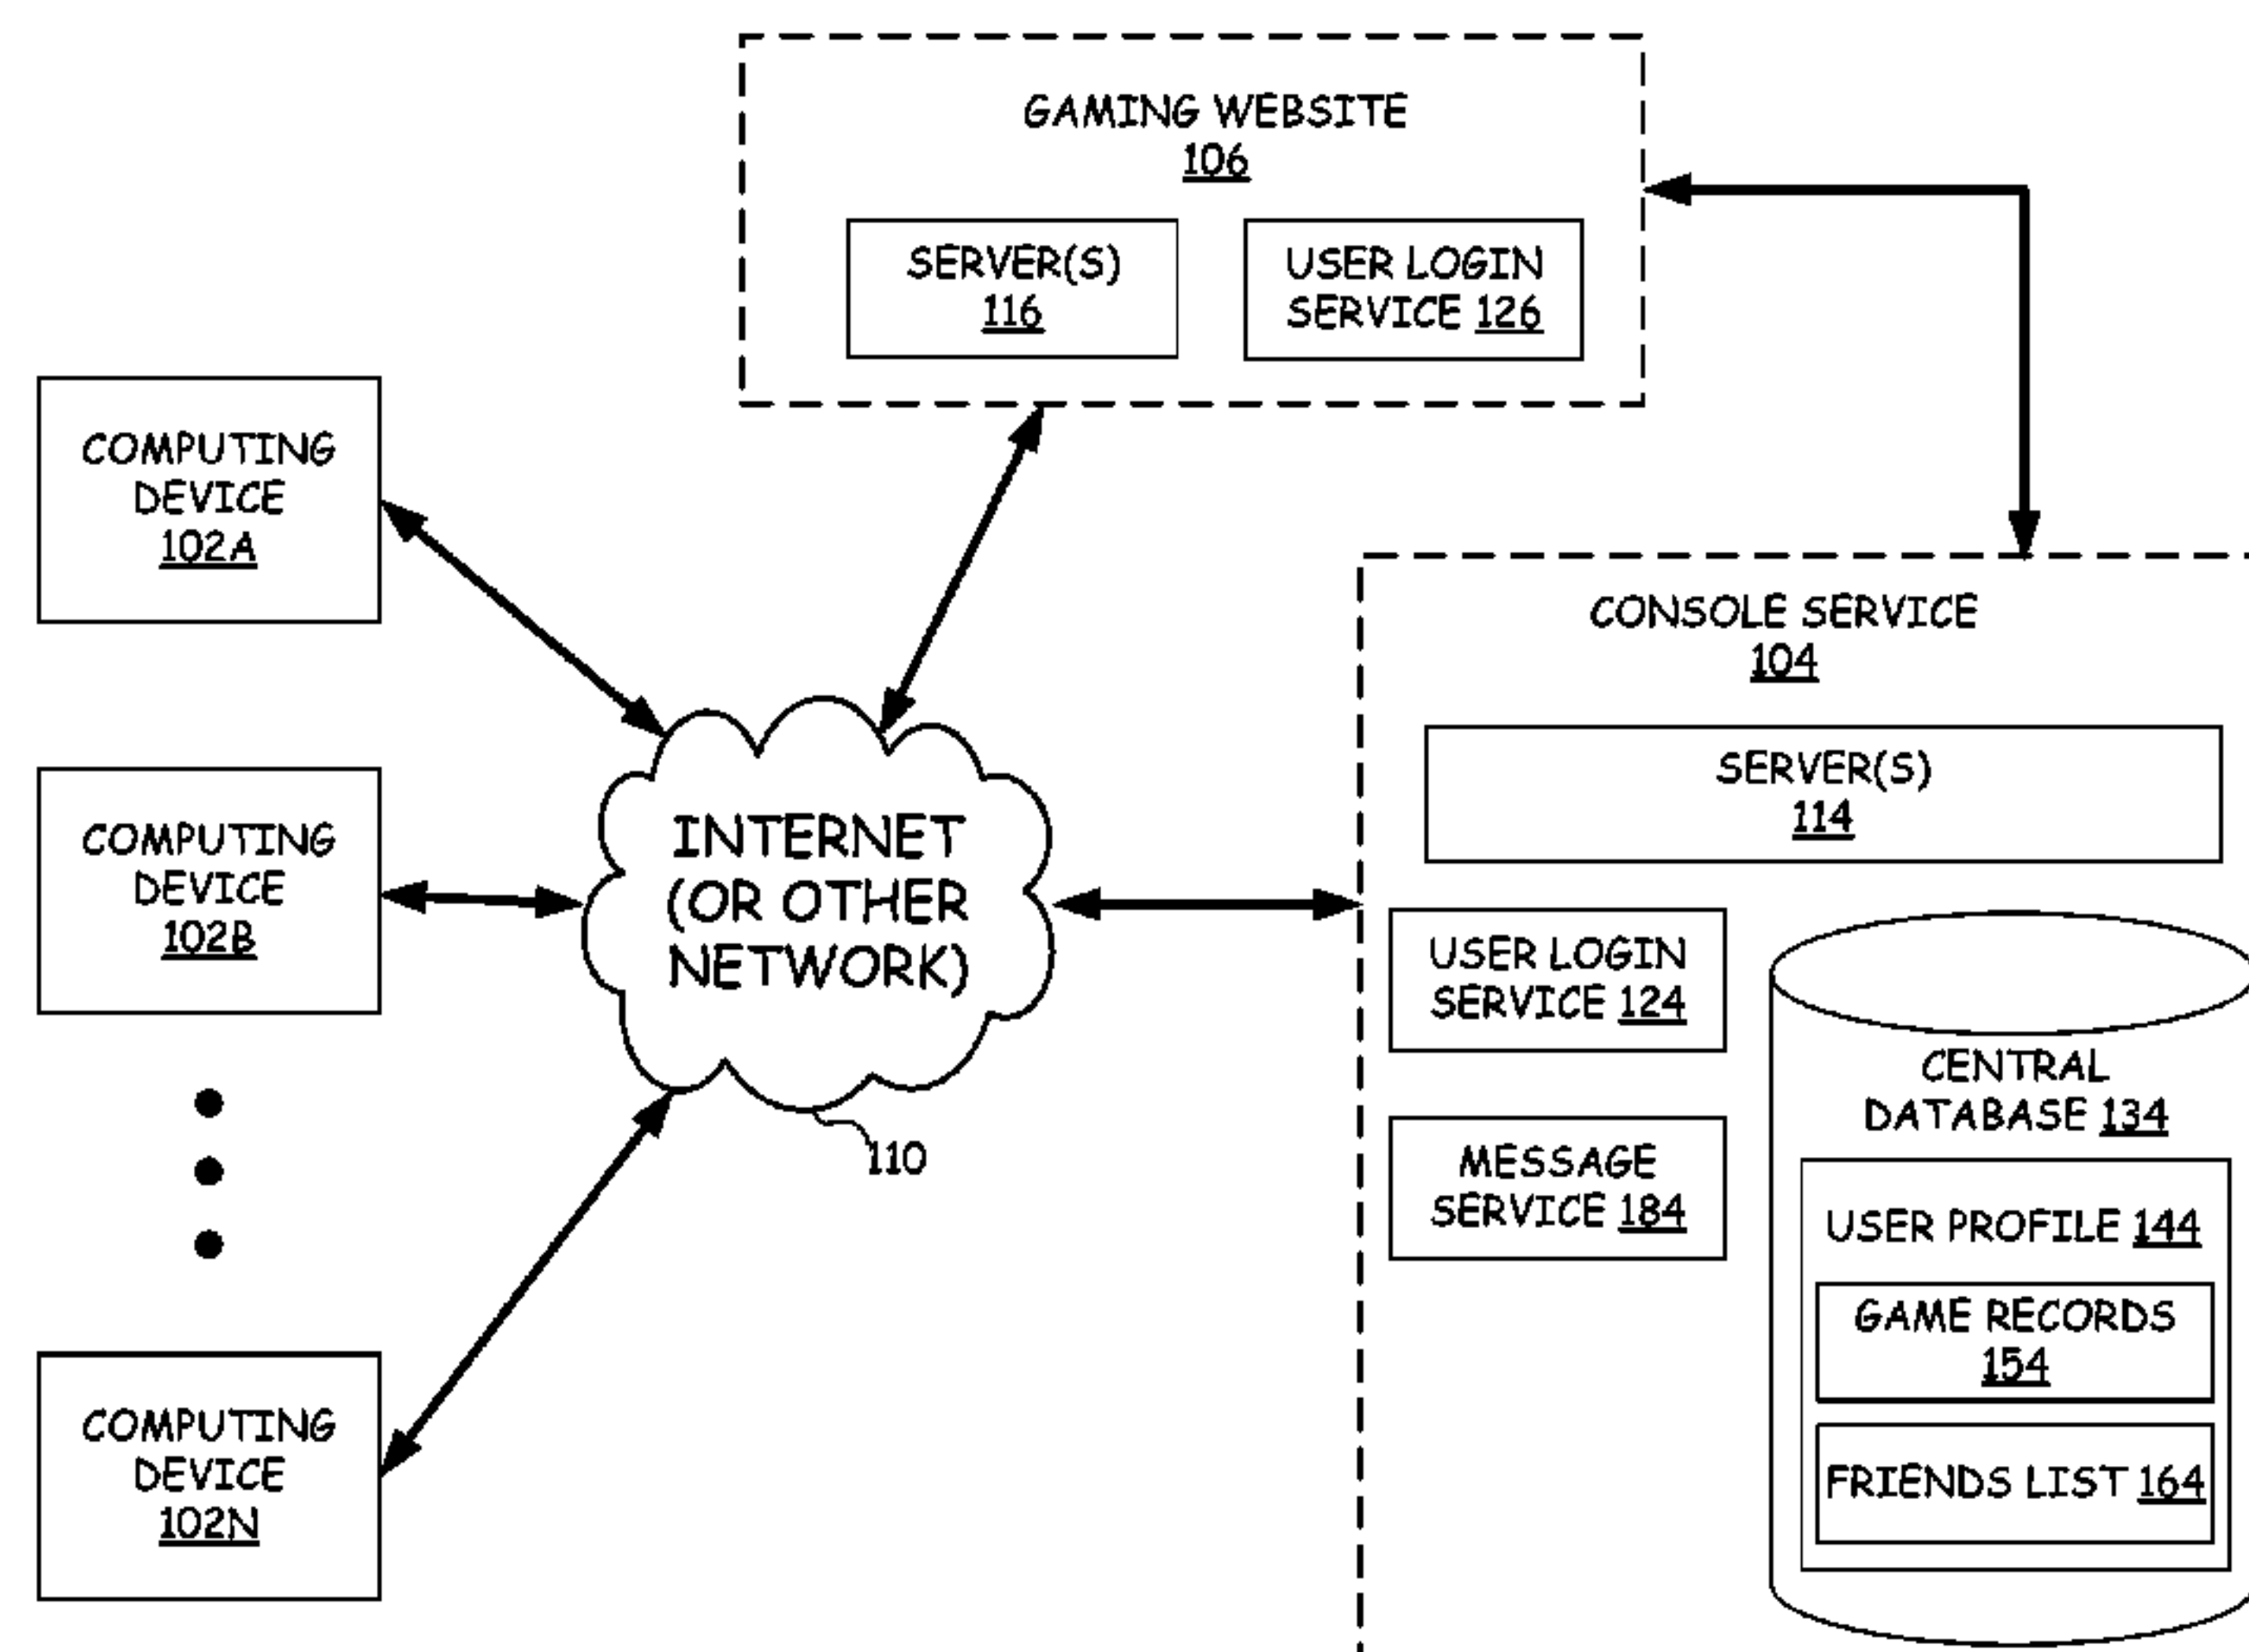 GAMING WEBSITE
106
SERVER(S)
116
USER LOGIN
SERVICE 126
COMPUTING
DEVICE
102A
COMPUTING
DEVICE
102B
COMPUTING
DEVICE
102N
INTERNET
(OR OTHER
NETWORK)
110
CONSOLE SERVICE
104
SERVER(S)
114
USER LOGIN
SERVICE 124
MESSAGE
SERVICE 184
CENTRAL
DATABASE 134
USER PROFILE 144
GAME RECORDS
154
FRIENDS LIST 164